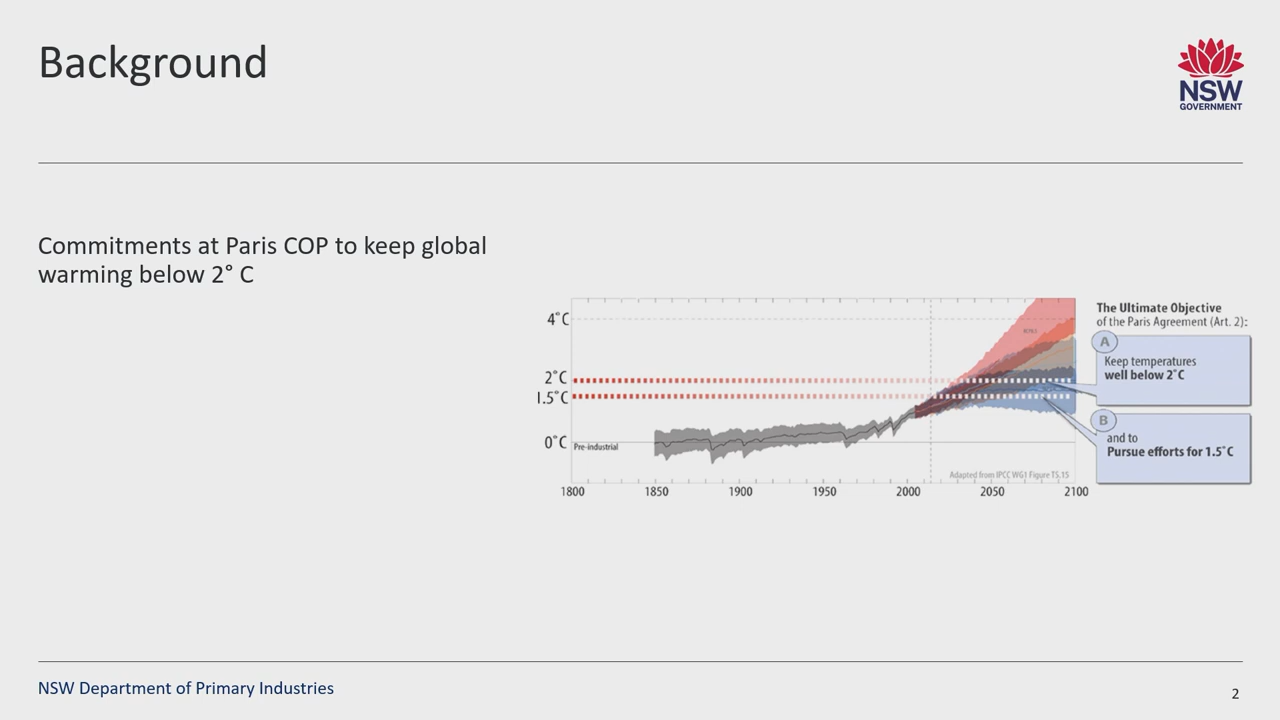 Background
NSW
GOVERNMENT
Commitments at Paris COP to keep global
warming below 2° C
4°C
2°C
1.5°C
0°C
Pre-industrial
Adapted from IPCC WG1 Figure TS.15
1800 1850 1900 1950 2000 2050 2100
The Ultimate Objective
of the Paris Agreement (Art. 2):
A
Keep temperatures
well below 2°C
B
and to
Pursue efforts for 1.5°C
NSW Department of Primary Industries
2